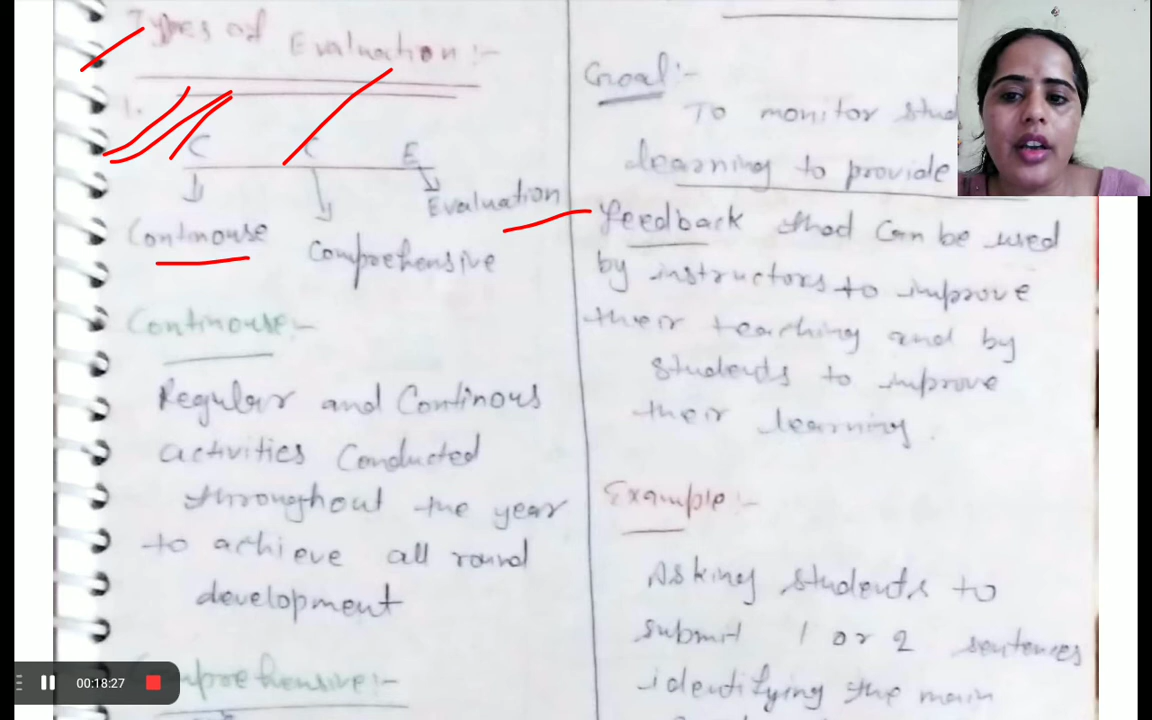 Types of Evaluation :-
1.
C C E
Evaluation
Continouse
Comprehensive
Continouse:-
Regular and Continous
activities Conducted
throughout the year
to achieve all round
development
omprehensive:-
Goal:-
To monitor stud
learning to provide
feedback that can be used
by instructors to improve
their teaching and by
students to improve
their learning.
Example:-
Asking students to
submit 1 or 2 sentences
identifying the main
00:18:27